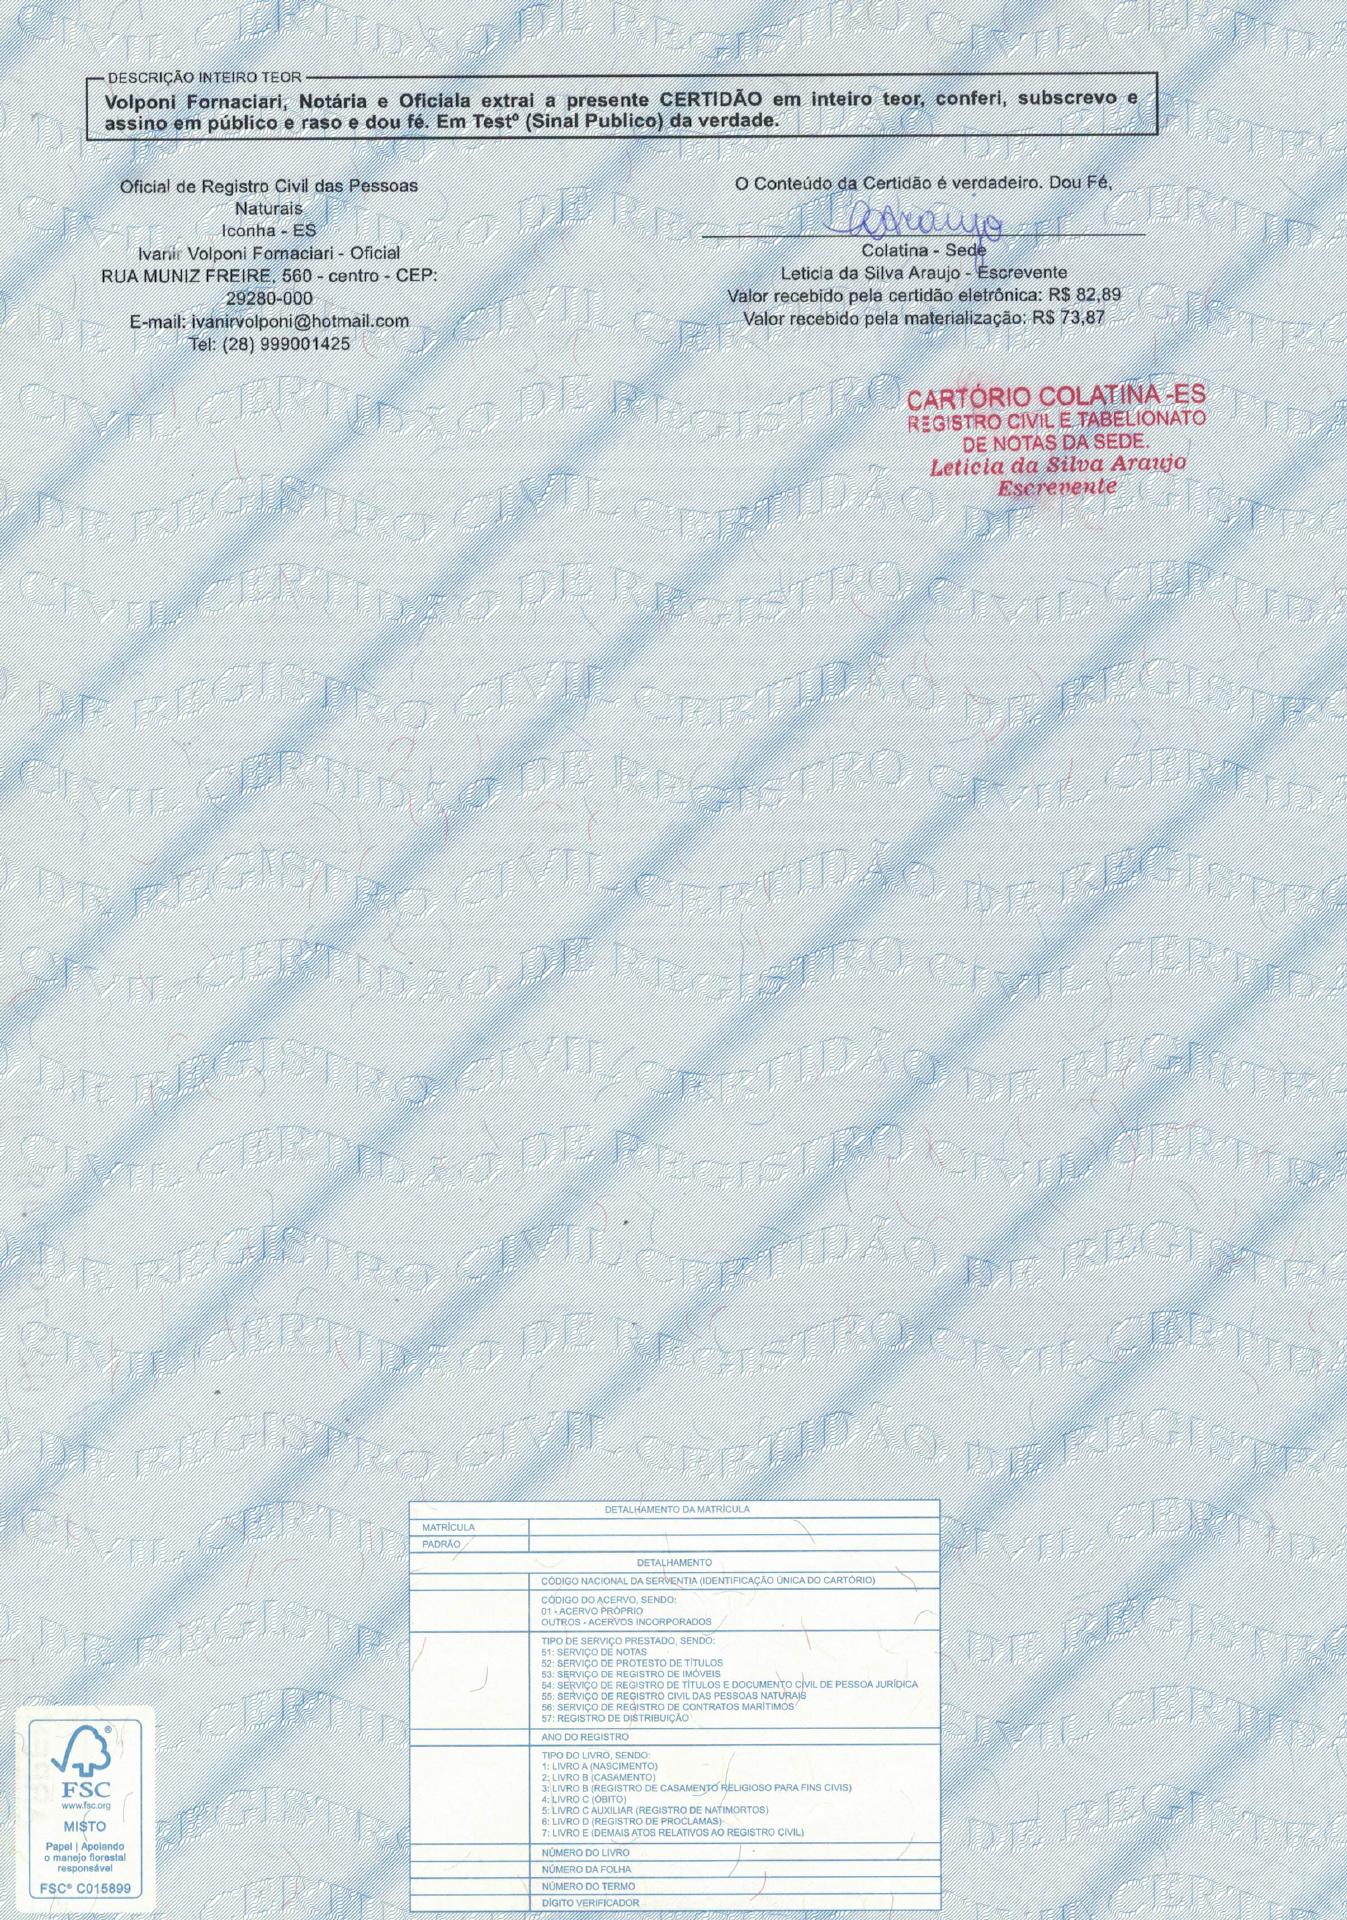 DESCRIÇÃO INTEIRO TEOR
Volponi Fornaciari, Notária e Oficiala extrai a presente CERTIDÃO em inteiro teor, conferi, subscrevo e
assino em público e raso e dou fé. Em Testº (Sinal Publico) da verdade.
Oficial de Registro Civil das Pessoas
Naturais
Iconha - ES
Ivanir Volponi Fornaciari - Oficial
RUA MUNIZ FREIRE, 560 - centro - CEP:
29280-000
E-mail: ivanirvolponi@hotmail.com
Tel: (28) 999001425
O Conteúdo da Certidão é verdadeiro. Dou Fé,
Colatina - Sede
Leticia da Silva Araujo - Escrevente
Valor recebido pela certidão eletrônica: R$ 82,89
Valor recebido pela materialização: R$ 73,87
CARTÓRIO COLATINA-ES
REGISTRO CIVIL E TABELIONATO
DE NOTAS DA SEDE.
Leticia da Silva Araujo
Escrevente
DETALHAMENTO DA MATRÍCULA
MATRÍCULA
PADRÃO
DETALHAMENTO
CÓDIGO NACIONAL DA SERVENTIA (IDENTIFICAÇÃO ÚNICA DO CARTÓRIO)
CÓDIGO DO ACERVO, SENDO:
01 - ACERVO PRÓPRIO
OUTROS - ACERVOS INCORPORADOS
TIPO DE SERVIÇO PRESTADO, SENDO:
51: SERVIÇO DE NOTAS
52: SERVIÇO DE PROTESTO DE TÍTULOS
53: SERVIÇO DE REGISTRO DE IMÓVEIS
54: SERVIÇO DE REGISTRO DE TÍTULOS E DOCUMENTO CIVIL DE PESSOA JURÍDICA
55: SERVIÇO DE REGISTRO CIVIL DAS PESSOAS NATURAIS
56: SERVIÇO DE REGISTRO DE CONTRATOS MARÍTIMOS
57: REGISTRO DE DISTRIBUIÇÃO
ANO DO REGISTRO
TIPO DO LIVRO, SENDO:
1: LIVRO A (NASCIMENTO)
2: LIVRO B (CASAMENTO)
3: LIVRO B (REGISTRO DE CASAMENTO RELIGIOSO PARA FINS CIVIS)
4: LIVRO C (ÓBITO)
5: LIVRO C AUXILIAR (REGISTRO DE NATIMORTOS)
6: LIVRO D (REGISTRO DE PROCLAMAS)
7: LIVRO E (DEMAIS ATOS RELATIVOS AO REGISTRO CIVIL)
NÚMERO DO LIVRO
NÚMERO DA FOLHA
NÚMERO DO TERMO
DÍGITO VERIFICADOR
FSC
www.fsc.org
MISTO
Papel | Apoiando
o manejo florestal
responsável
FSC® C015899